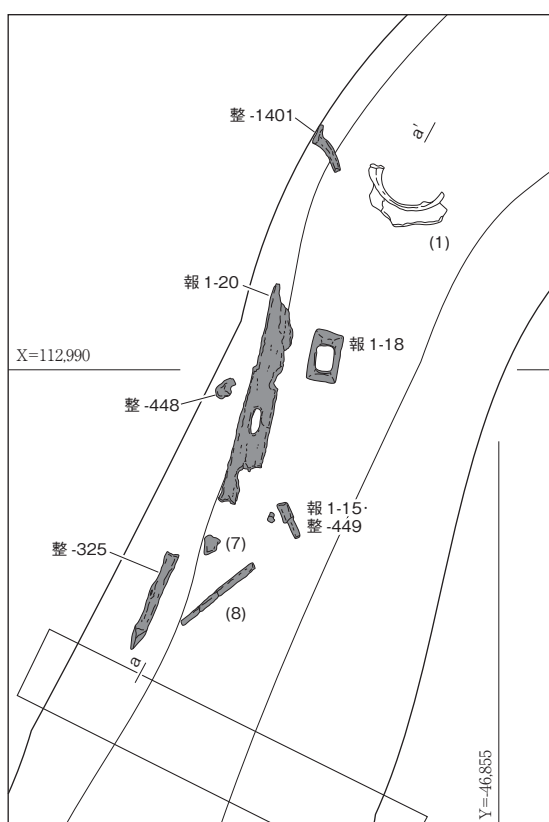 整 -1401
a'
(1)
報 1-20
報 1-18
X=112,990
整 -448
報 1-15·
整 -449
整 -325
(7)
(8)
a
Y=-46,855